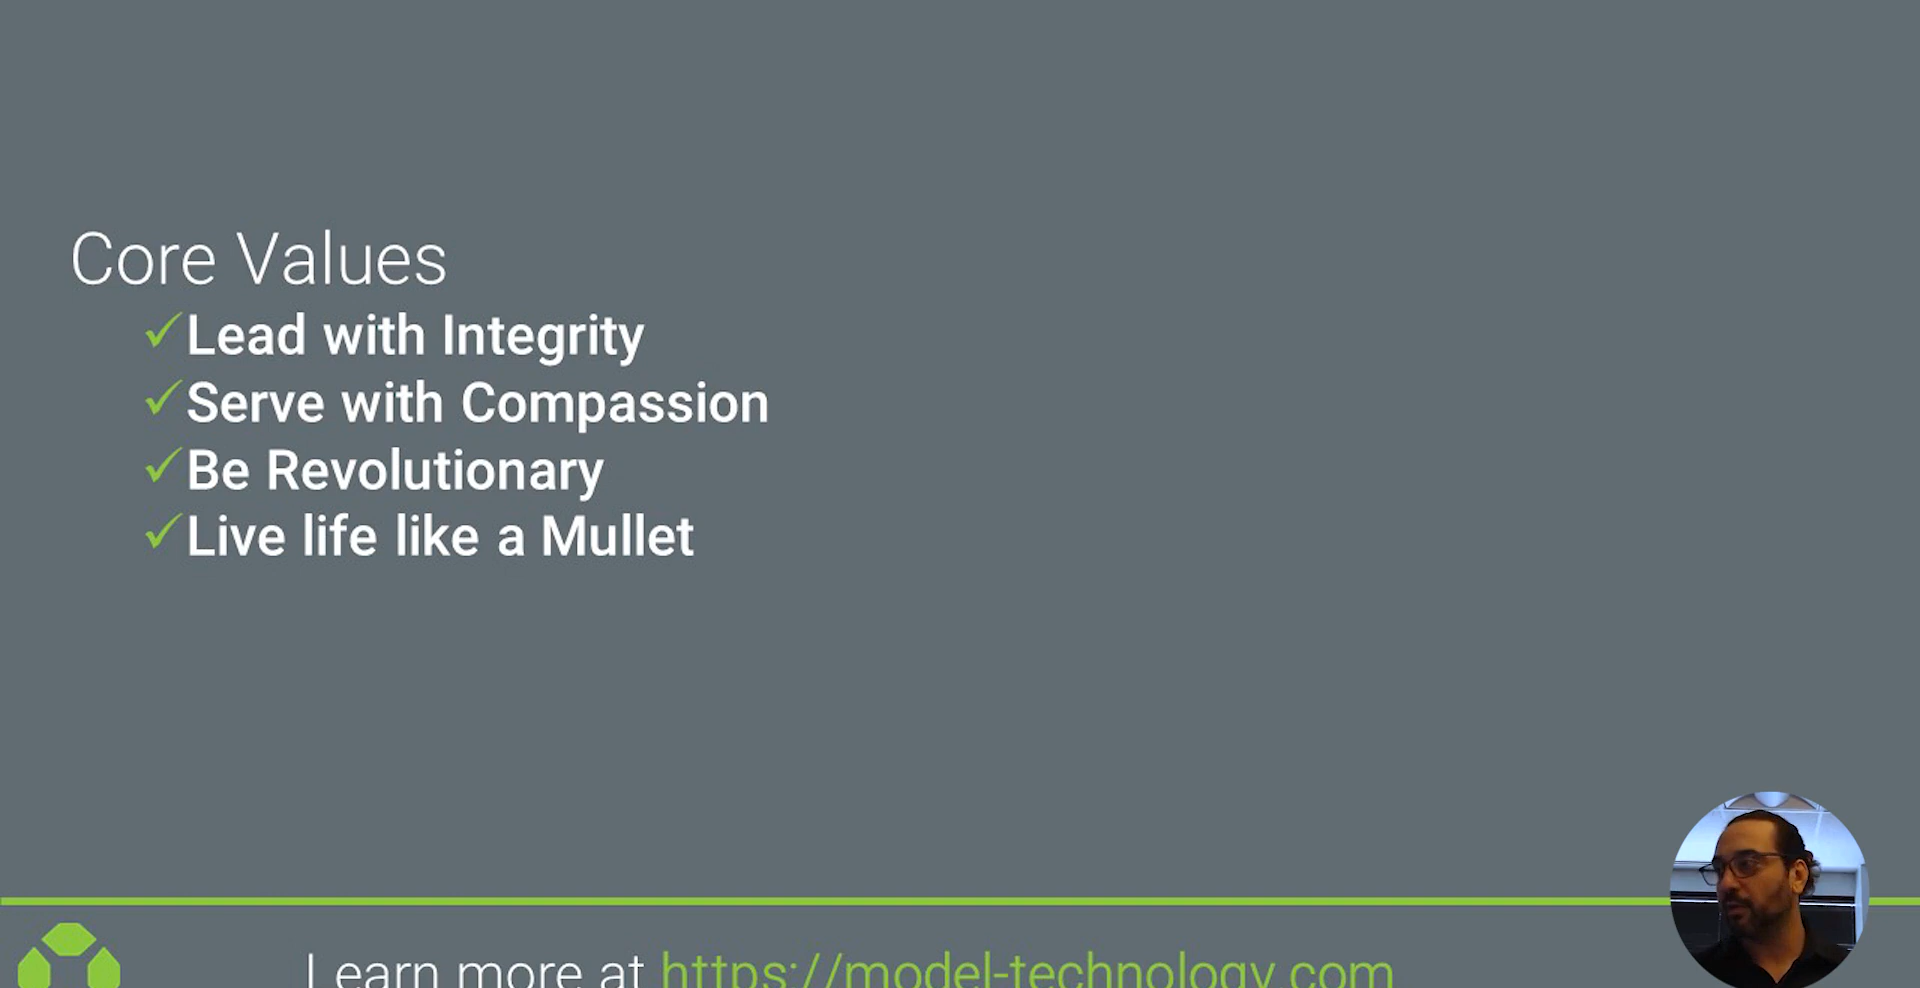 Core Values
Lead with Integrity
Serve with Compassion
Be Revolutionary
Live life like a Mullet
Learn more at https://model-technology.com